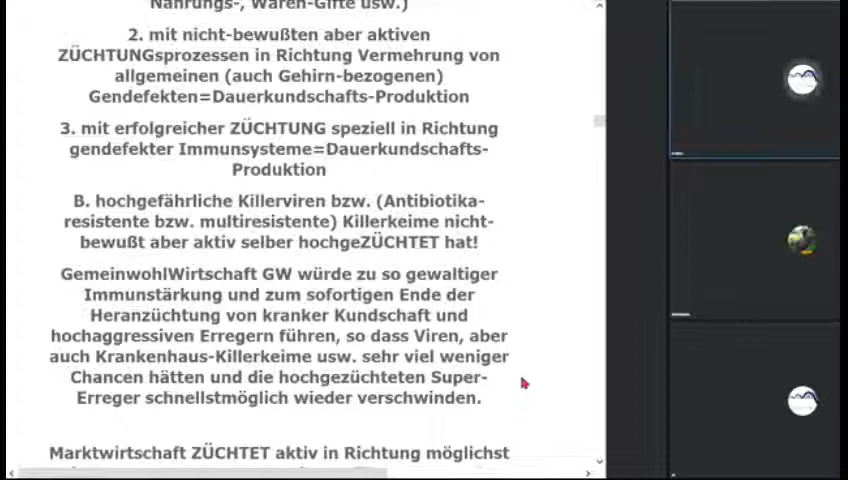 Nahrungs-, Waren-Gifte usw.)
2. mit nicht-bewußten aber aktiven
ZÜCHTUNGsprozessen in Richtung Vermehrung von
allgemeinen (auch Gehirn-bezogenen)
Gendefekten=Dauerkundschafts-Produktion
3. mit erfolgreicher ZÜCHTUNG speziell in Richtung
gendefekter Immunsysteme=Dauerkundschafts-
Produktion
B. hochgefährliche Killerviren bzw. (Antibiotika-
resistente bzw. multiresistente) Killerkeime nicht-
bewußt aber aktiv selber hochgeZÜCHTET hat!
GemeinwohlWirtschaft GW würde zu so gewaltiger
Immunstärkung und zum sofortigen Ende der
Heranzüchtung von kranker Kundschaft und
hochaggressiven Erregern führen, so dass Viren, aber
auch Krankenhaus-Killerkeime usw. sehr viel weniger
Chancen hätten und die hochgezüchteten Super-
Erreger schnellstmöglich wieder verschwinden.
Marktwirtschaft ZÜCHTET aktiv in Richtung möglichst